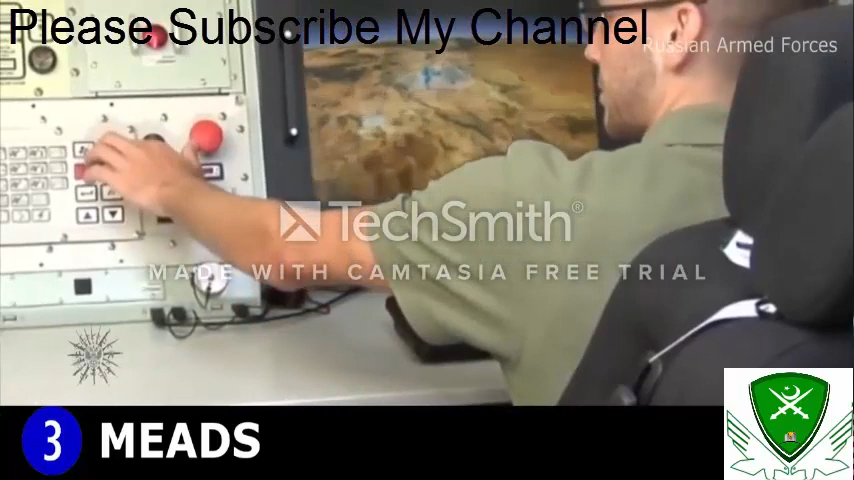 Please Subscribe My Channel
Russian Armed Forces
TechSmith®
MADE WITH CAMTASIA FREE TRIAL
3 MEADS